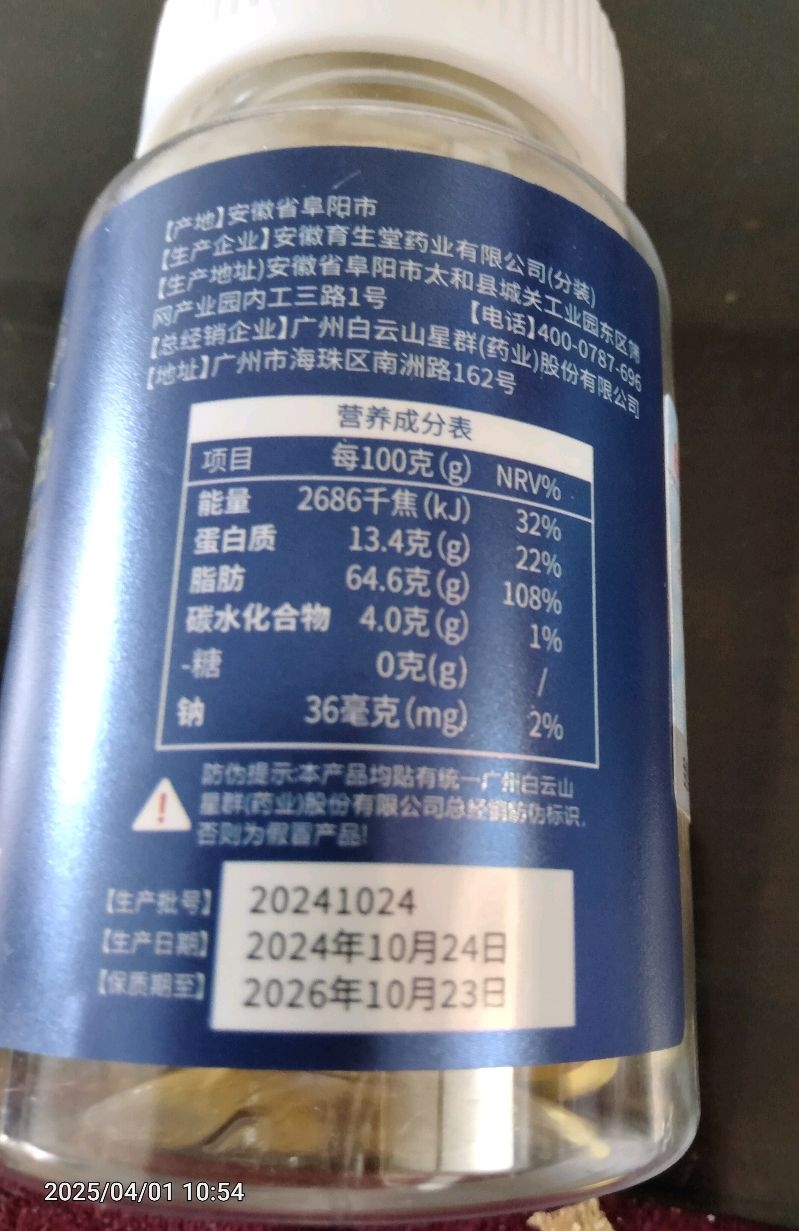 【产地】安徽省阜阳市
【生产企业】安徽育生堂药业有限公司(分装)
【生产地址】安徽省阜阳市太和县城关工业园东区筛
网产业园内工三路1号 【电话】400-0787-696
【总经销企业】广州白云山星群(药业)股份有限公司
【地址】广州市海珠区南洲路162号
营养成分表
项目 每100克(g) NRV%
能量 2686千焦(kJ) 32%
蛋白质 13.4克(g) 22%
脂肪 64.6克(g) 108%
碳水化合物 4.0克(g) 1%
-糖 0克(g) /
钠 36毫克(mg) 2%
防伪提示:本产品均贴有统一广州白云山
星群(药业)股份有限公司总经销防伪标识,
否则为假冒产品!
【生产批号】 20241024
【生产日期】 2024年10月24日
【保质期至】 2026年10月23日
2025/04/01 10:54